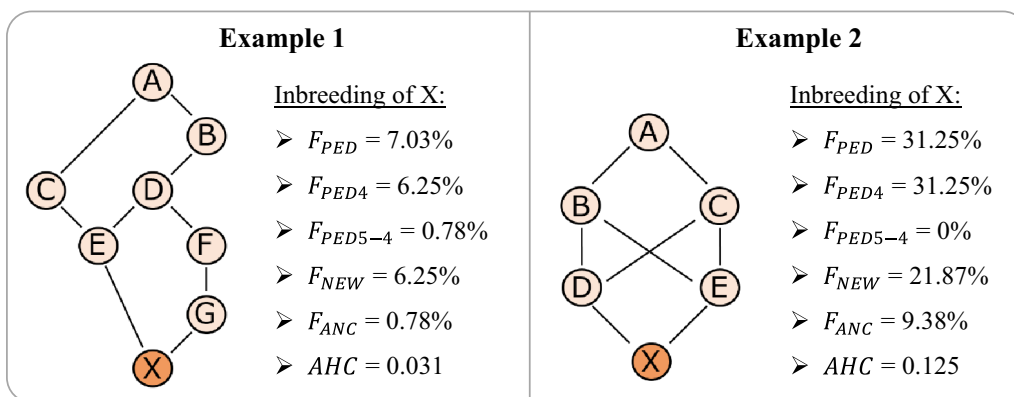 Example 1
A
B
C
D
E
F
G
X
Inbreeding of X:
➢ F_PED = 7.03%
➢ F_PED4 = 6.25%
➢ F_PED5−4 = 0.78%
➢ F_NEW = 6.25%
➢ F_ANC = 0.78%
➢ AHC = 0.031
Example 2
A
B C
D E
X
Inbreeding of X:
➢ F_PED = 31.25%
➢ F_PED4 = 31.25%
➢ F_PED5−4 = 0%
➢ F_NEW = 21.87%
➢ F_ANC = 9.38%
➢ AHC = 0.125